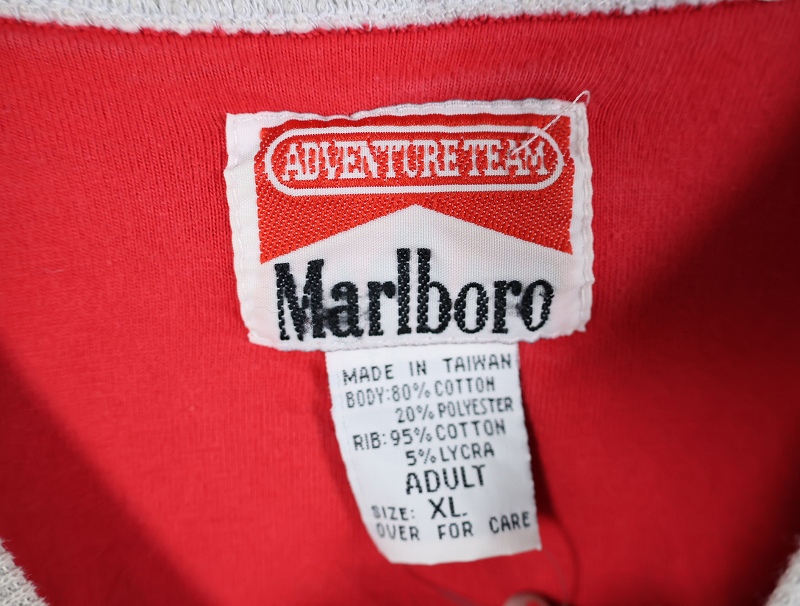 ADVENTURE TEAM
Marlboro
MADE IN TAIWAN
BODY:80% COTTON
20% POLYESTER
RIB:95% COTTON
5% LYCRA
ADULT
SIZE: XL
OVER FOR CARE